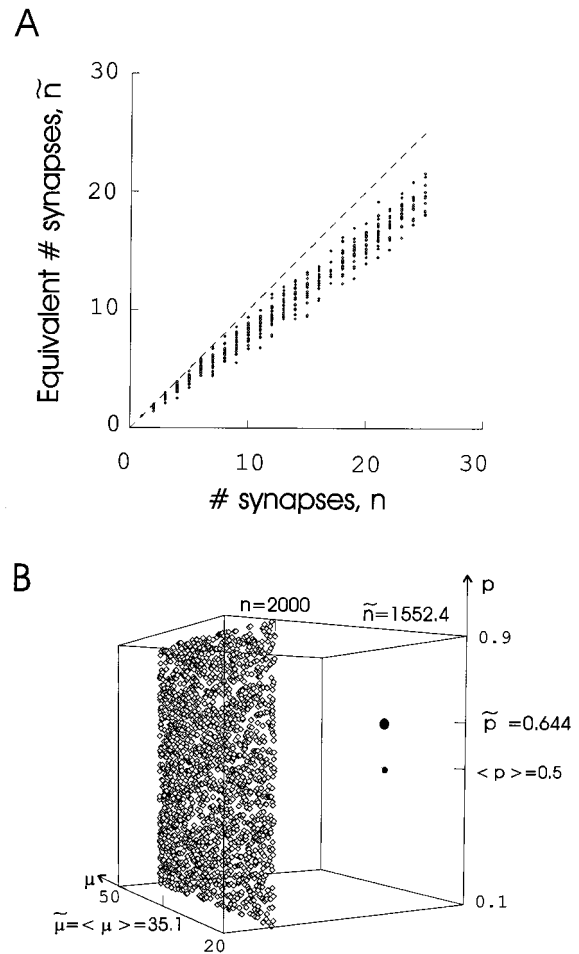 A
30
20
10
0
Equivalent # synapses, ñ
0 10 20 30
# synapses, n
B
n=2000
ñ=1552.4
p
0.9
p̃ =0.644
< p >=0.5
0.1
μ
50
μ̃=< μ >=35.1
20